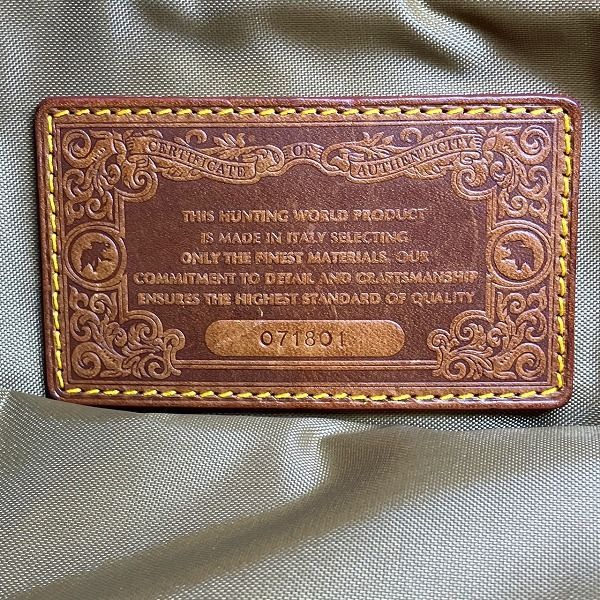 CERTIFICATE OF AUTHENTICITY
THIS HUNTING WORLD PRODUCT
IS MADE IN ITALY SELECTING
ONLY THE FINEST MATERIALS. OUR
COMMITMENT TO DETAIL AND CRAFTSMANSHIP
ENSURES THE HIGHEST STANDARD OF QUALITY
071801